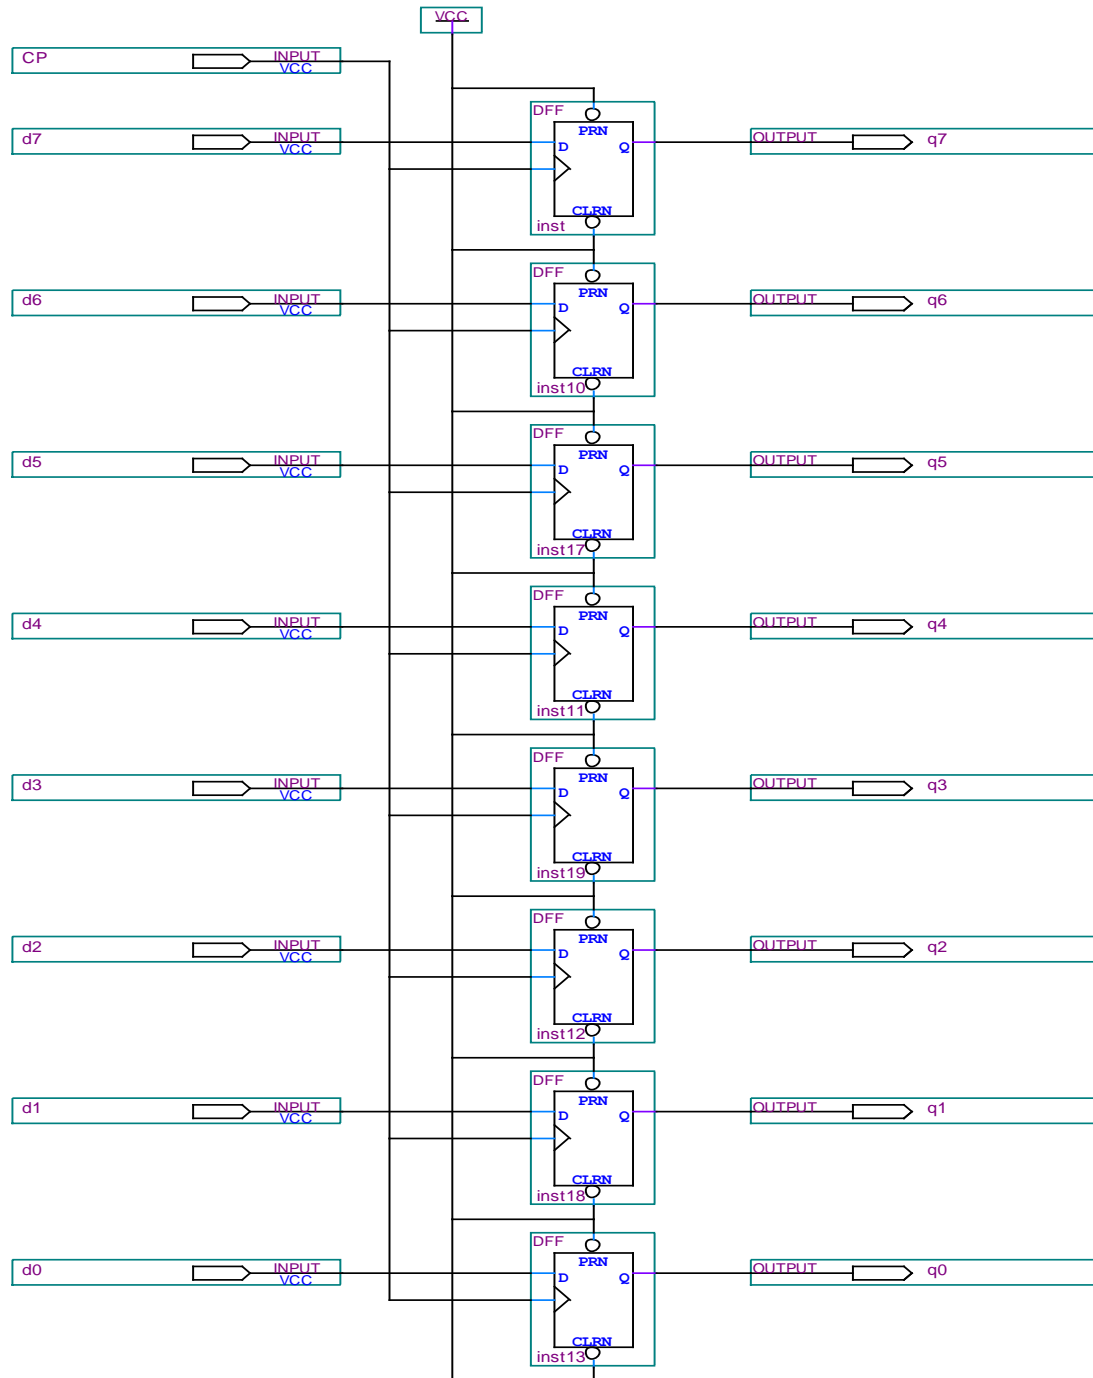 VCC
CP INPUT
VCC
DFF
PRN
d7 INPUT D Q OUTPUT q7
VCC
CLRN
inst
DFF
PRN
d6 INPUT D Q OUTPUT q6
VCC
CLRN
inst10
DFF
PRN
d5 INPUT D Q OUTPUT q5
VCC
CLRN
inst17
DFF
PRN
d4 INPUT D Q OUTPUT q4
VCC
CLRN
inst11
DFF
PRN
d3 INPUT D Q OUTPUT q3
VCC
CLRN
inst19
DFF
PRN
d2 INPUT D Q OUTPUT q2
VCC
CLRN
inst12
DFF
PRN
d1 INPUT D Q OUTPUT q1
VCC
CLRN
inst18
DFF
PRN
d0 INPUT D Q OUTPUT q0
VCC
CLRN
inst13